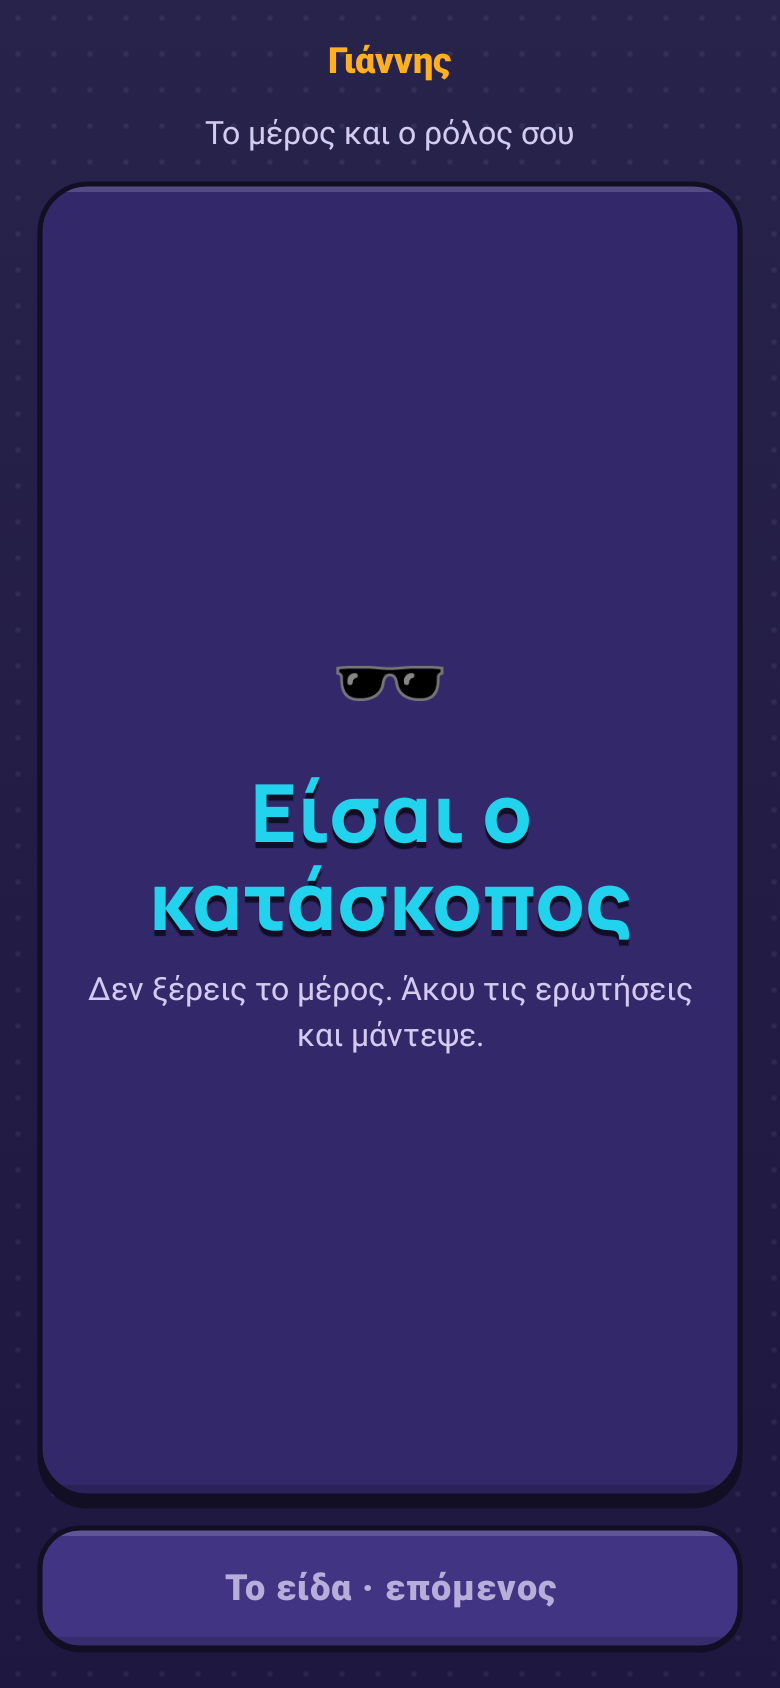 Γιάννης
Το μέρος και ο ρόλος σου
Είσαι ο
κατάσκοπος
Δεν ξέρεις το μέρος. Άκου τις ερωτήσεις
και μάντεψε.
Το είδα · επόμενος